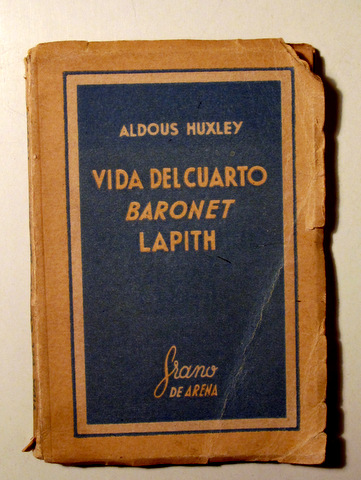 ALDOUS HUXLEY
VIDA DEL CUARTO
BARONET
LAPITH
Grano
DE ARENA